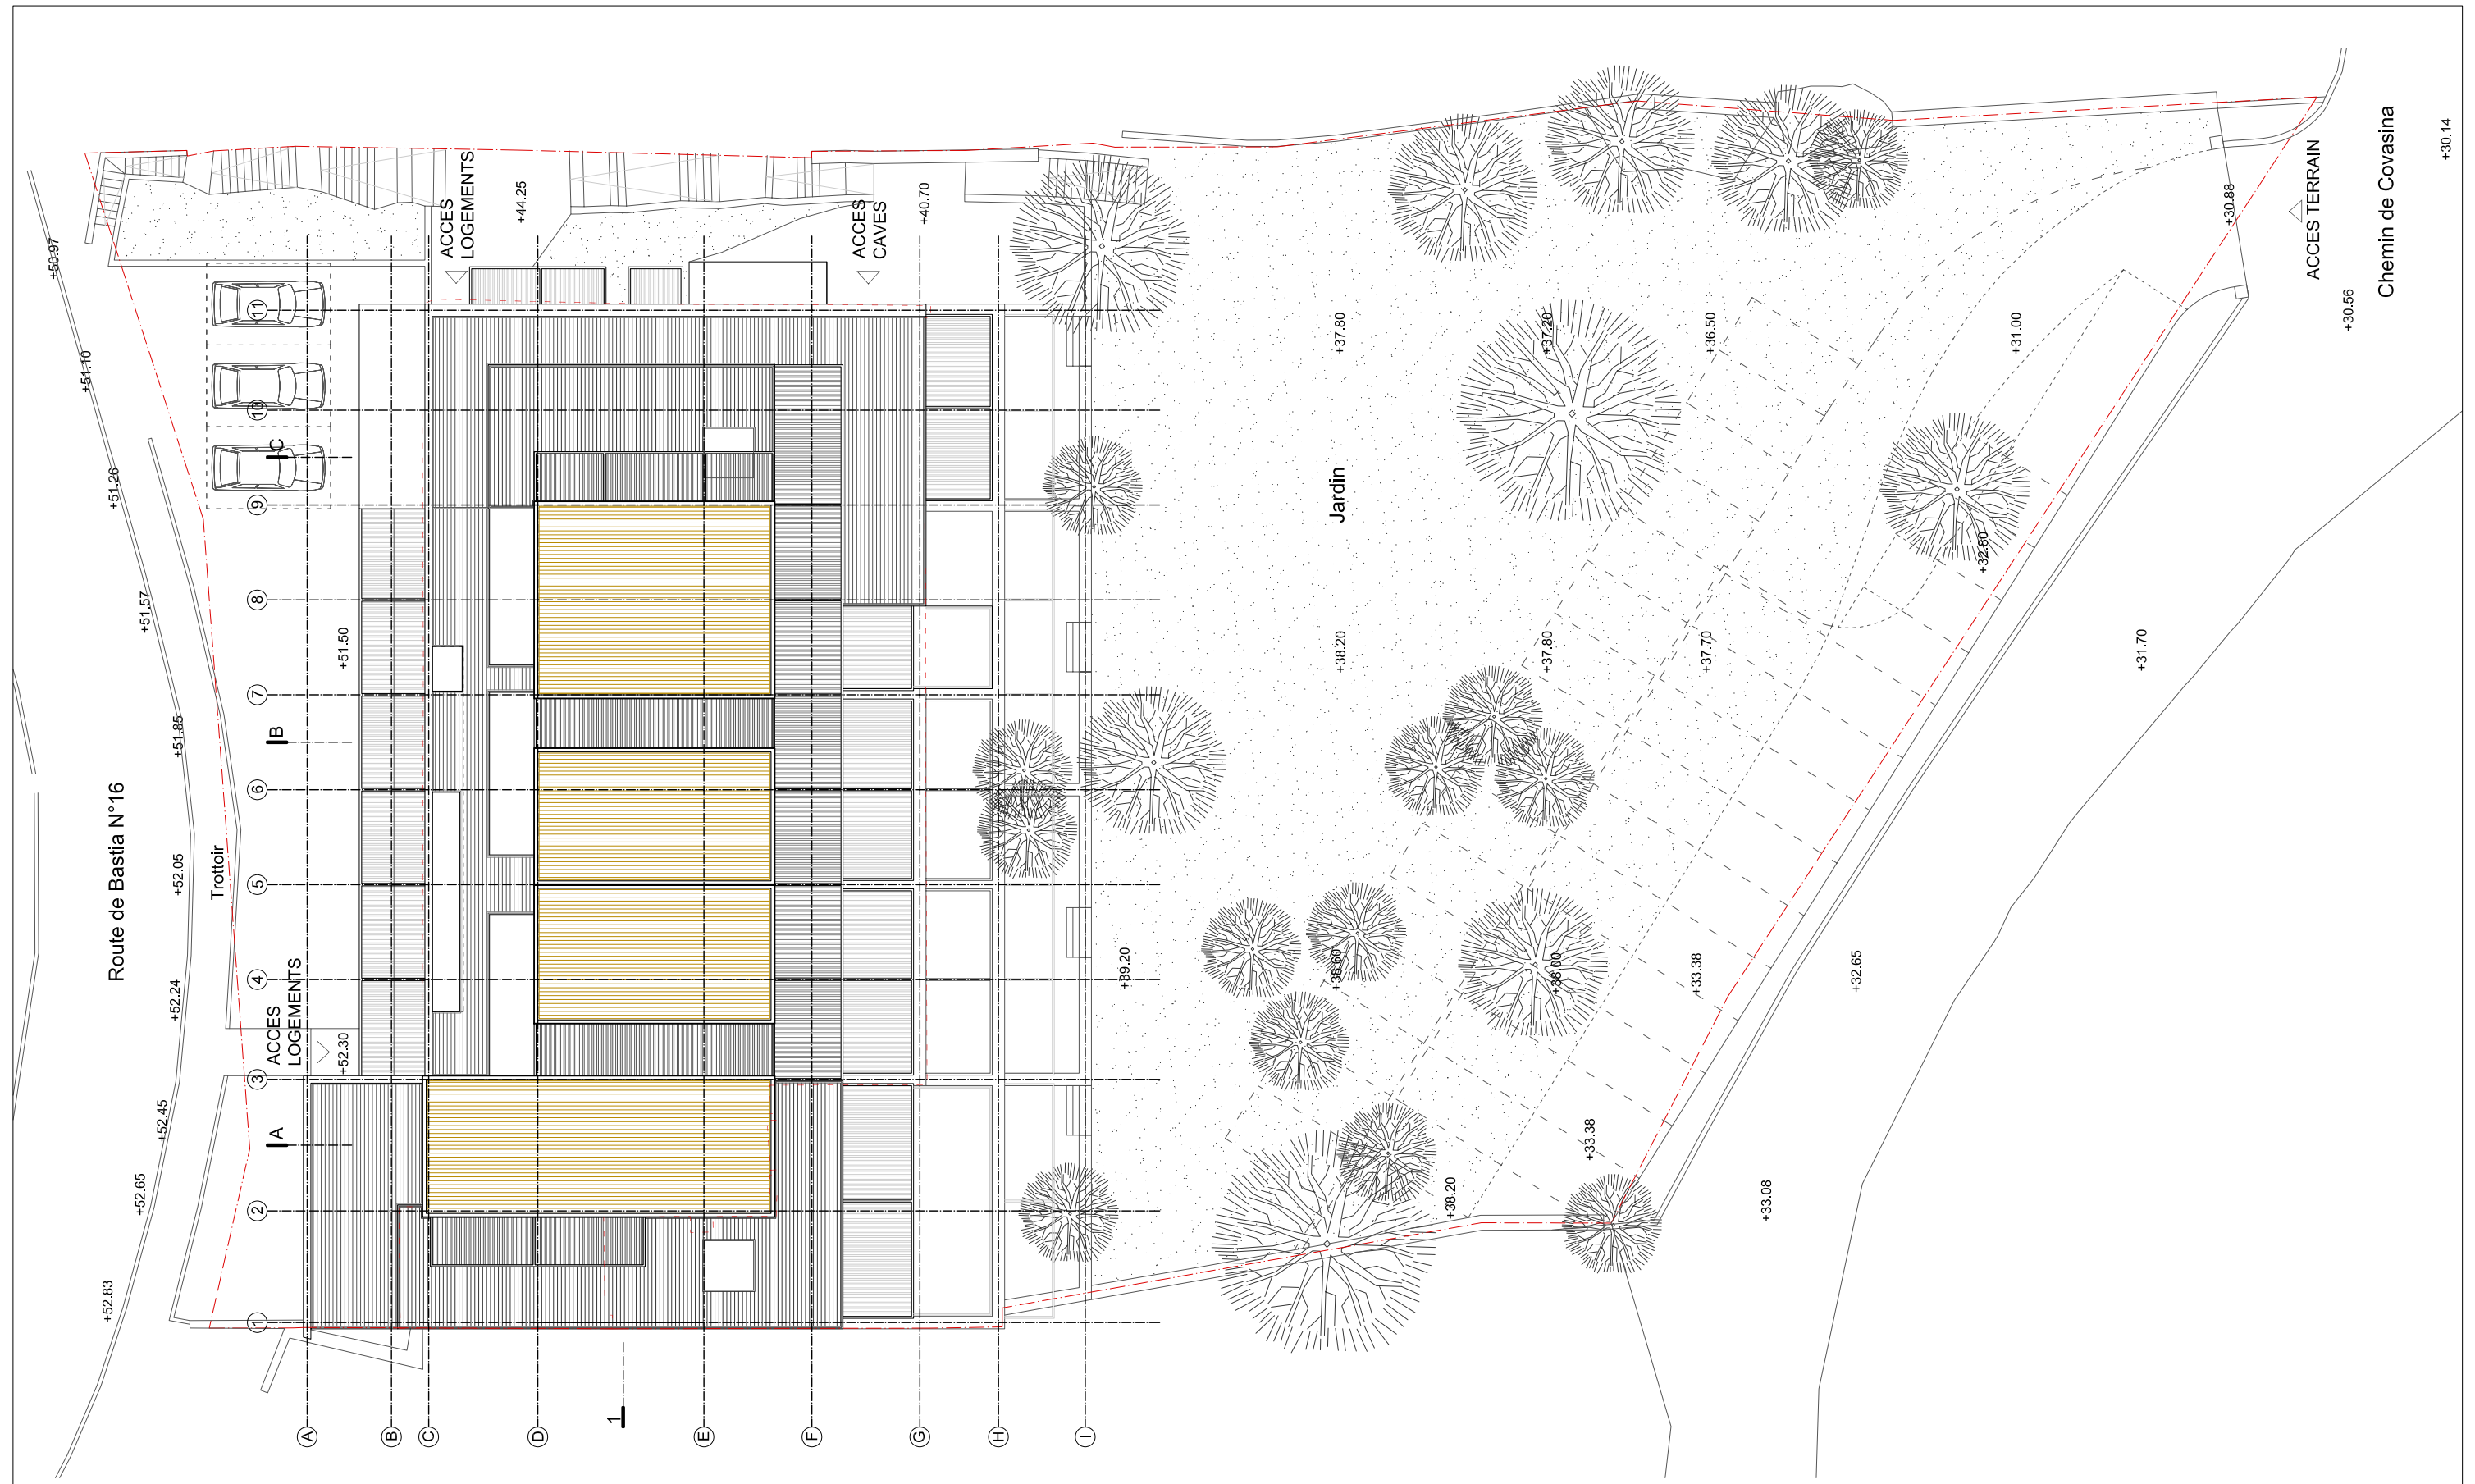 Route de Bastia N°16
Trottoir
+50.97
+51.10
+51.26
+51.57
+51.85
+52.05
+52.24
+52.45
+52.65
+52.83
+51.50
+52.30
ACCES
LOGEMENTS
ACCES
LOGEMENTS
+44.25
ACCES
CAVES
+40.70
11
10
9
8
7
6
5
4
3
2
1
C
B
A
1
A
B
C
D
E
F
G
H
I
Jardin
+37.80
+37.20
+36.50
+31.00
+38.20
+37.80
+37.70
+32.80
+31.70
+39.20
+38.60
+38.00
+33.38
+32.65
+33.38
+38.20
+33.08
+30.88
ACCES TERRAIN
+30.56
Chemin de Covasina
+30.14